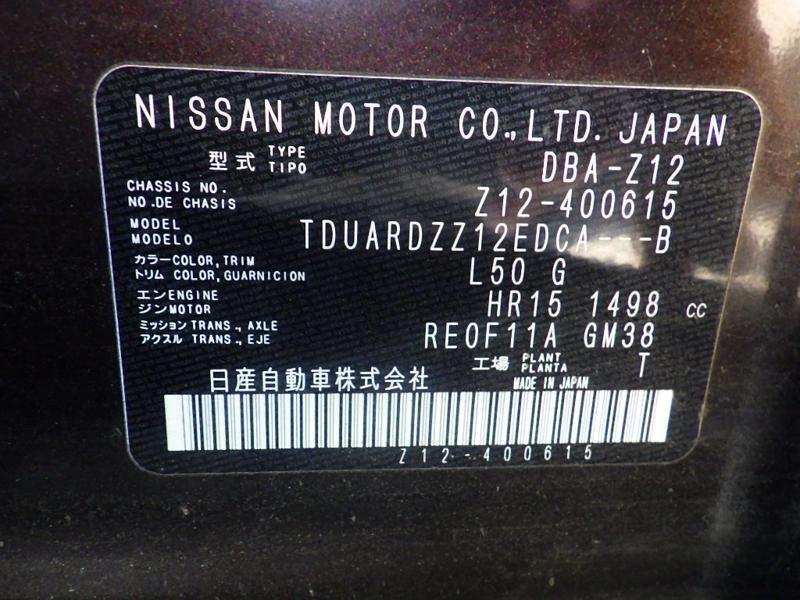 NISSAN MOTOR CO.,LTD. JAPAN
型式 TYPE TIPO DBA-Z12
CHASSIS NO.
NO.DE CHASIS Z12-400615
MODEL
MODELO TDUARDZZ12EDCA---B
カラー COLOR,TRIM
トリム COLOR,GUARNICION L50 G
エン ENGINE
ジン MOTOR HR15 1498 CC
ミッション TRANS., AXLE
アクスル TRANS., EJE RE0F11A GM38
工場 PLANT PLANTA T
日産自動車株式会社 MADE IN JAPAN
Z12-400615